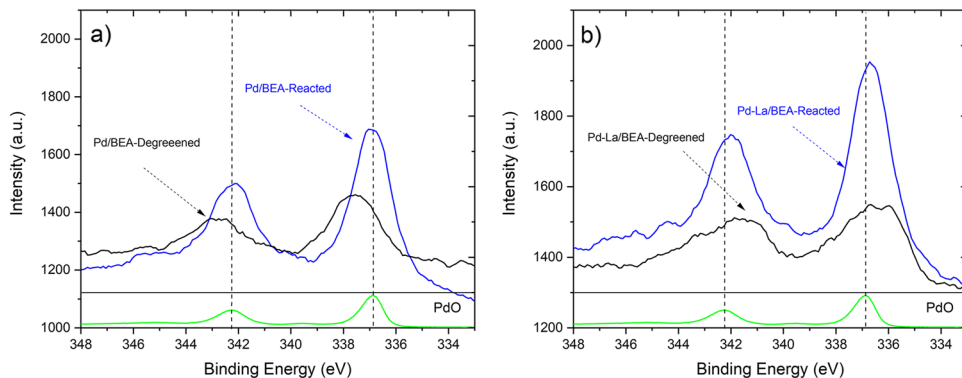 a)
Pd/BEA-Reacted
Pd/BEA-Degreeened
PdO
2000
1800
1600
1400
1200
1000
348 346 344 342 340 338 336 334
Intensity (a.u.)
Binding Energy (eV)
b)
Pd-La/BEA-Degreened
Pd-La/BEA-Reacted
PdO
2000
1800
1600
1400
1200
348 346 344 342 340 338 336 334
Intensity (a.u.)
Binding Energy (eV)